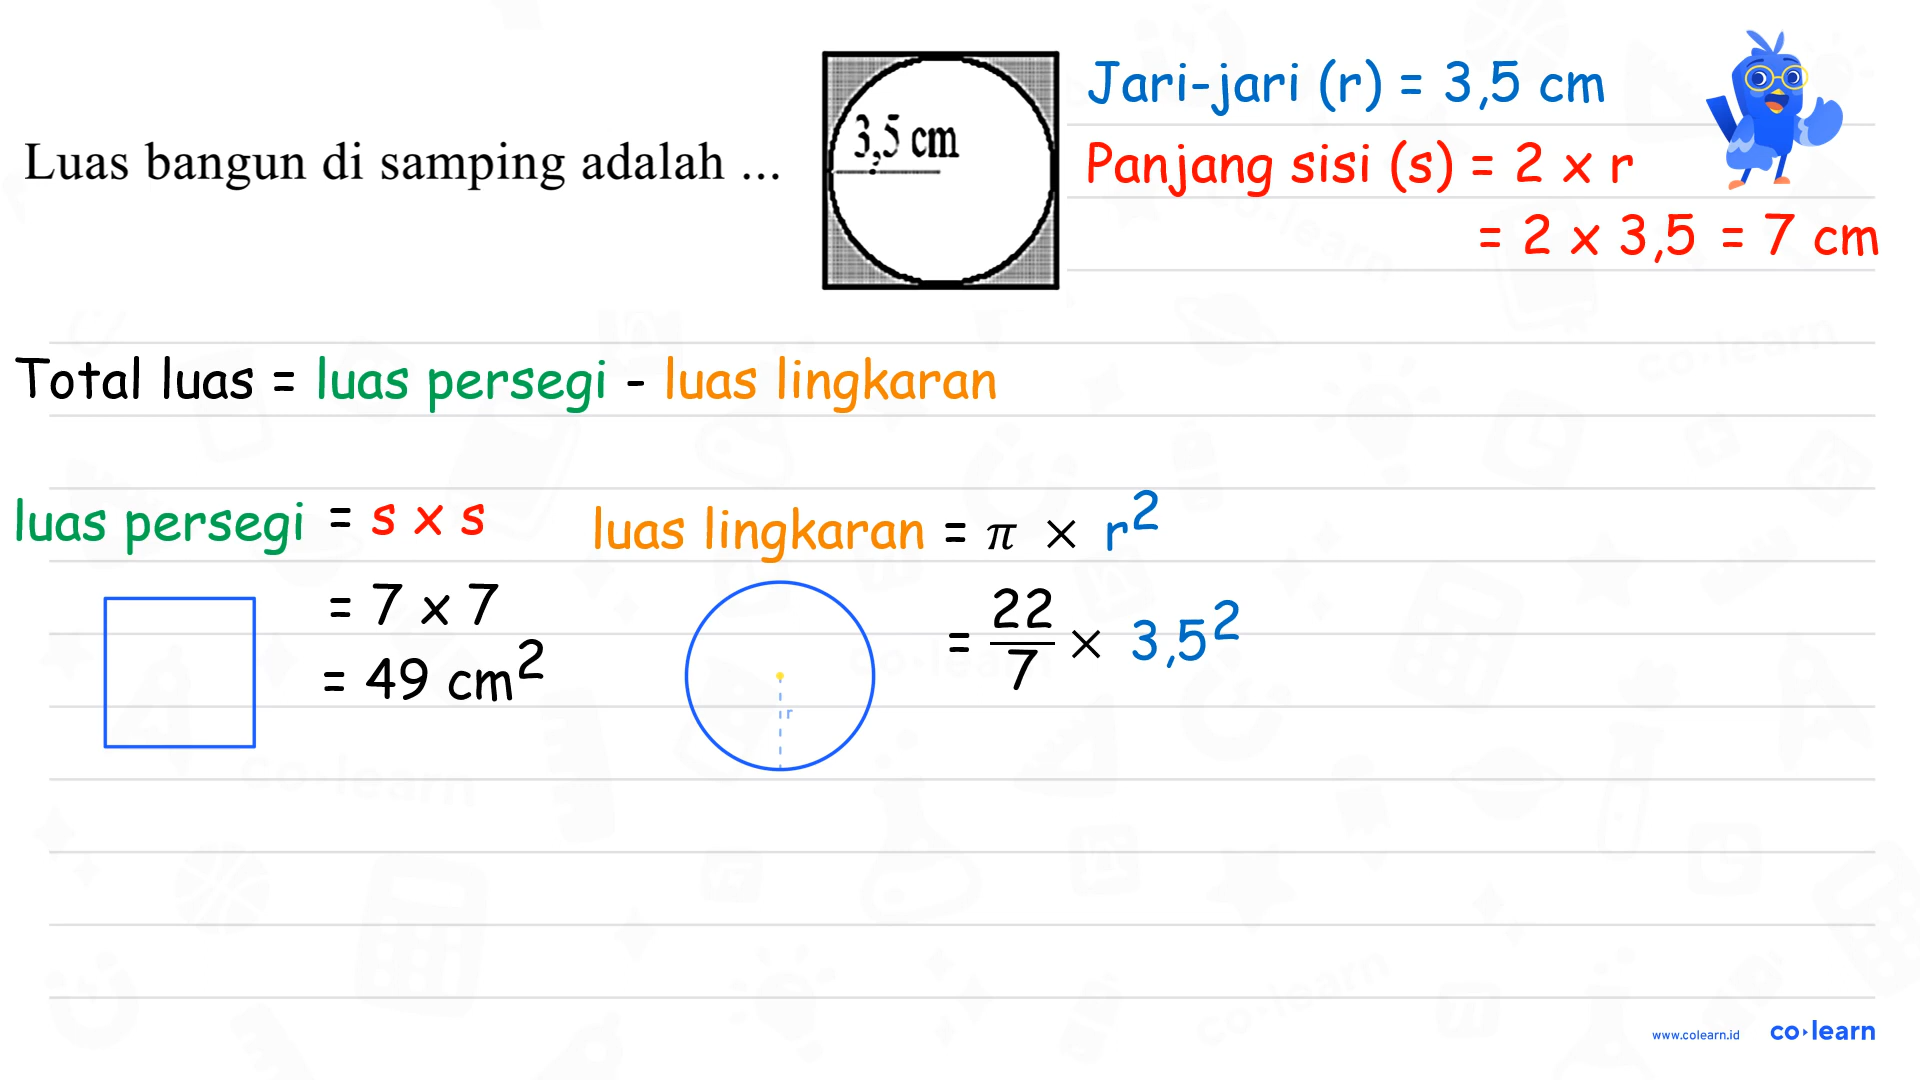 Luas bangun di samping adalah ...
3,5 cm
Jari-jari (r) = 3,5 cm
Panjang sisi (s) = 2 x r
= 2 x 3,5 = 7 cm
Total luas = luas persegi - luas lingkaran
luas persegi = s x s
= 7 x 7
= 49 cm²
luas lingkaran = π × r²
= 22/7 × 3,5²
r
www.colearn.id co·learn